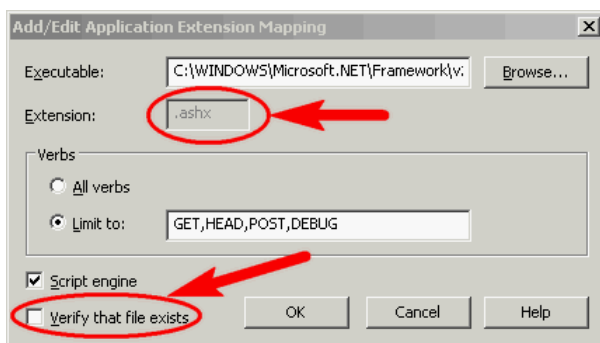 Add/Edit Application Extension Mapping
Executable: C:\WINDOWS\Microsoft.NET\Framework\v: Browse...
Extension: .ashx
Verbs
All verbs
Limit to: GET,HEAD,POST,DEBUG
Script engine
Verify that file exists
OK Cancel Help